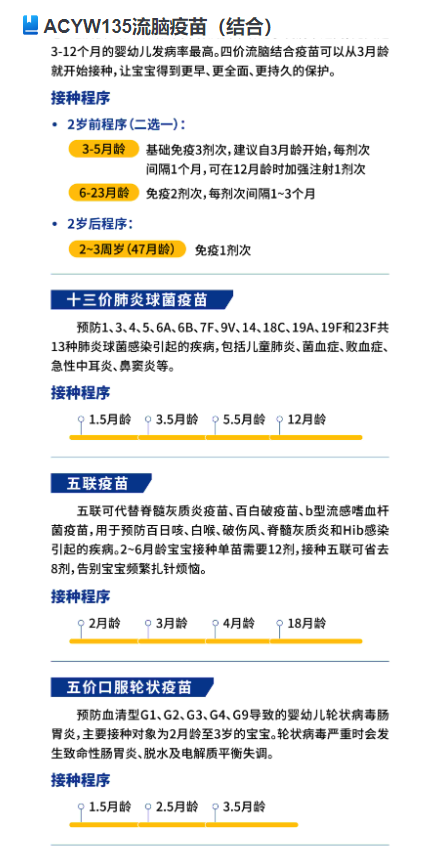 ACYW135流脑疫苗（结合）
3-12个月的婴幼儿发病率最高。四价流脑结合疫苗可以从3月龄
就开始接种，让宝宝得到更早、更全面、更持久的保护。
接种程序
• 2岁前程序（二选一）：
3-5月龄 基础免疫3剂次，建议自3月龄开始，每剂次
间隔1个月，可在12月龄时加强注射1剂次
6-23月龄 免疫2剂次，每剂次间隔1~3个月
• 2岁后程序：
2~3周岁（47月龄） 免疫1剂次
十三价肺炎球菌疫苗
预防1、3、4、5、6A、6B、7F、9V、14、18C、19A、19F和23F共
13种肺炎球菌感染引起的疾病，包括儿童肺炎、菌血症、败血症、
急性中耳炎、鼻窦炎等。
接种程序
1.5月龄 3.5月龄 5.5月龄 12月龄
五联疫苗
五联可代替脊髓灰质炎疫苗、百白破疫苗、b型流感嗜血杆
菌疫苗，用于预防百日咳、白喉、破伤风、脊髓灰质炎和Hib感染
引起的疾病。2~6月龄宝宝接种单苗需要12剂，接种五联可省去
8剂，告别宝宝频繁扎针烦恼。
接种程序
2月龄 3月龄 4月龄 18月龄
五价口服轮状疫苗
预防血清型G1、G2、G3、G4、G9导致的婴幼儿轮状病毒肠
胃炎，主要接种对象为2月龄至3岁的宝宝。轮状病毒严重时会发
生致命性肠胃炎、脱水及电解质平衡失调。
接种程序
1.5月龄 2.5月龄 3.5月龄